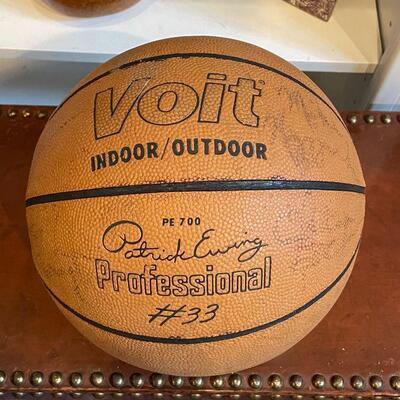 Voit
INDOOR/OUTDOOR
PE 700
Patrick Ewing
Professional
#33